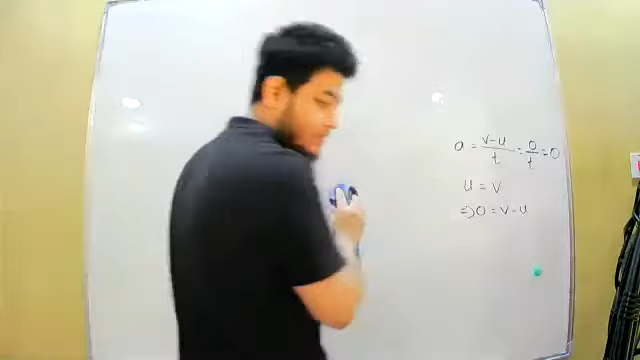 a = v-u/t = 0/t = 0
u = v
=> 0 = v-u